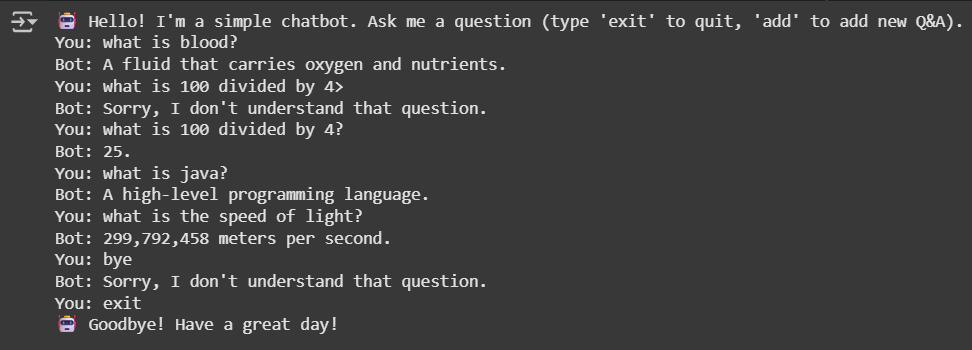 🤖 Hello! I'm a simple chatbot. Ask me a question (type 'exit' to quit, 'add' to add new Q&A).
You: what is blood?
Bot: A fluid that carries oxygen and nutrients.
You: what is 100 divided by 4>
Bot: Sorry, I don't understand that question.
You: what is 100 divided by 4?
Bot: 25.
You: what is java?
Bot: A high-level programming language.
You: what is the speed of light?
Bot: 299,792,458 meters per second.
You: bye
Bot: Sorry, I don't understand that question.
You: exit
🤖 Goodbye! Have a great day!